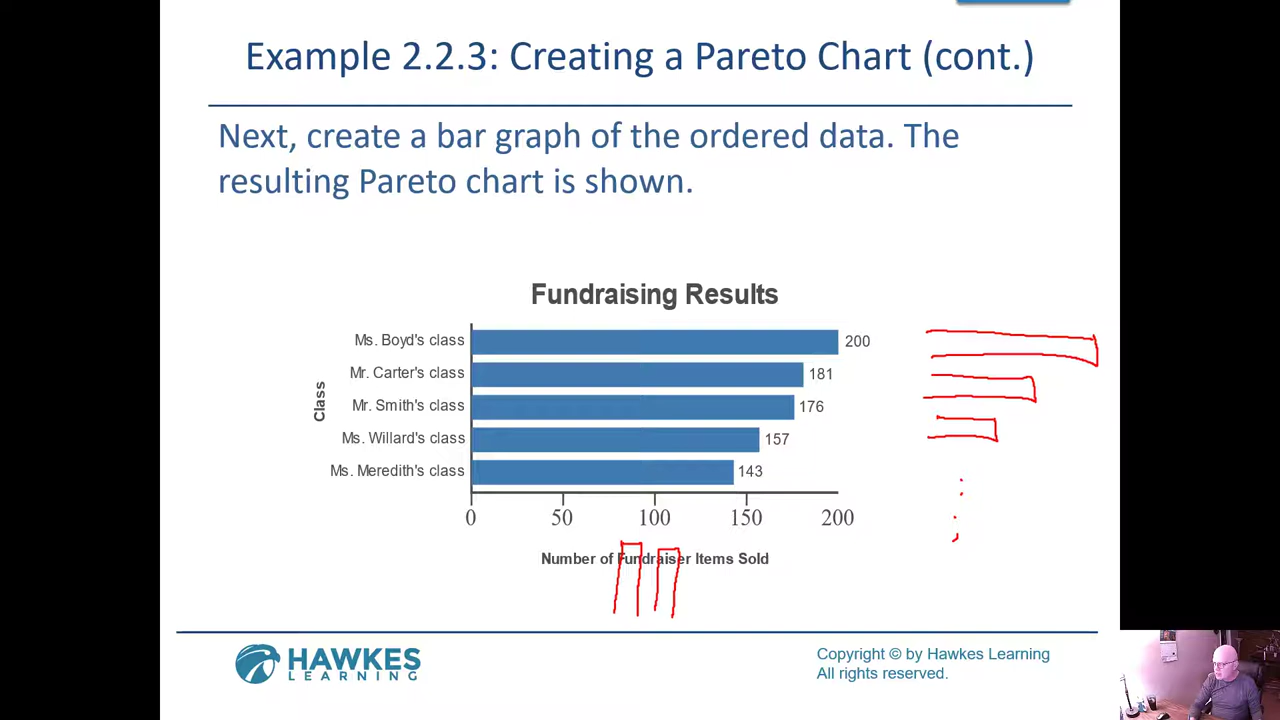 Example 2.2.3: Creating a Pareto Chart (cont.)
Next, create a bar graph of the ordered data. The
resulting Pareto chart is shown.
Fundraising Results
Class
Ms. Boyd's class 200
Mr. Carter's class 181
Mr. Smith's class 176
Ms. Willard's class 157
Ms. Meredith's class 143
0 50 100 150 200
Number of Fundraiser Items Sold
HAWKES
LEARNING
Copyright © by Hawkes Learning
All rights reserved.